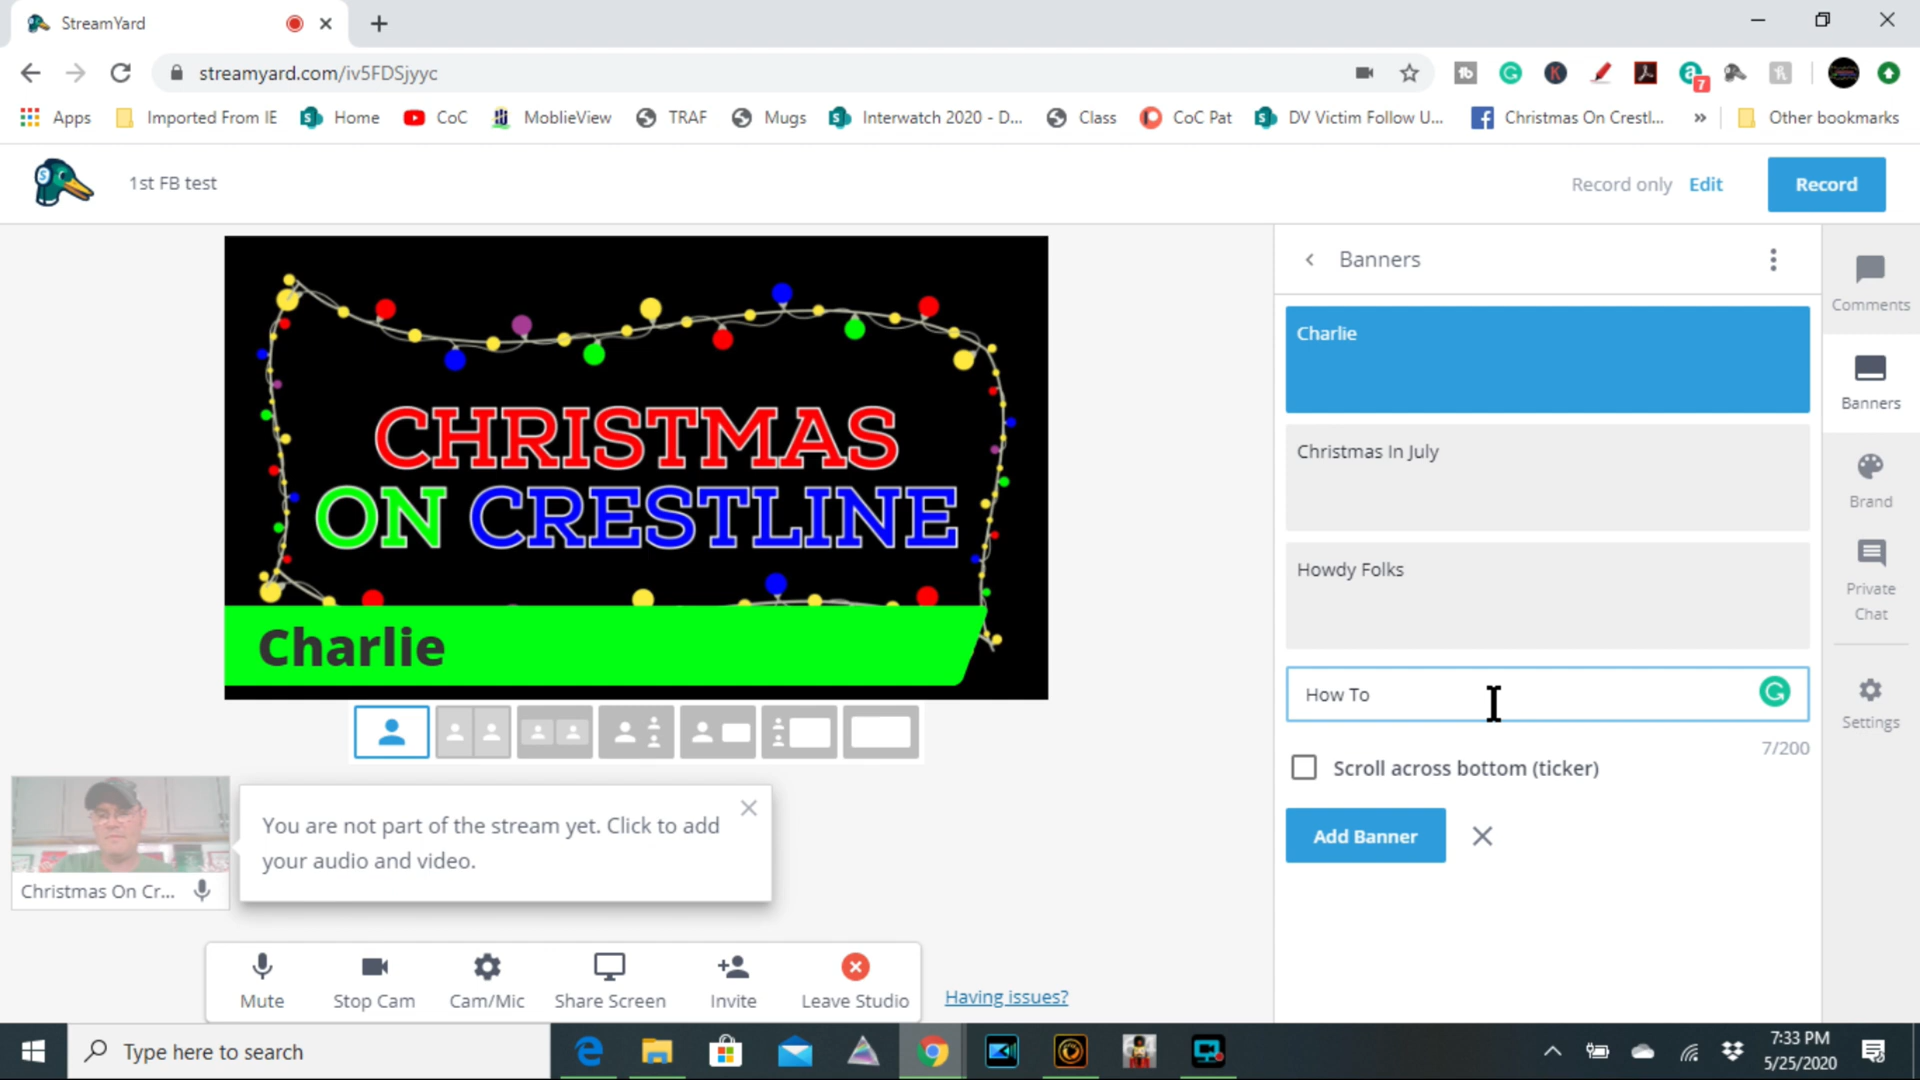 StreamYard
streamyard.com/iv5FDSjyyc
7
Apps
Imported From IE
Home
CoC
MoblieView
TRAF
Mugs
Interwatch 2020 - D...
Class
CoC Pat
DV Victim Follow U...
Christmas On Crestl...
»
Other bookmarks
1st FB test
Record only
Edit
Record
CHRISTMAS
ON CRESTLINE
Charlie
Banners
Charlie
Christmas In July
Howdy Folks
How To
7/200
Scroll across bottom (ticker)
Add Banner
Comments
Banners
Brand
Private
Chat
Settings
You are not part of the stream yet. Click to add
your audio and video.
Christmas On Cr...
Mute
Stop Cam
Cam/Mic
Share Screen
Invite
Leave Studio
Having issues?
Type here to search
7:33 PM
5/25/2020